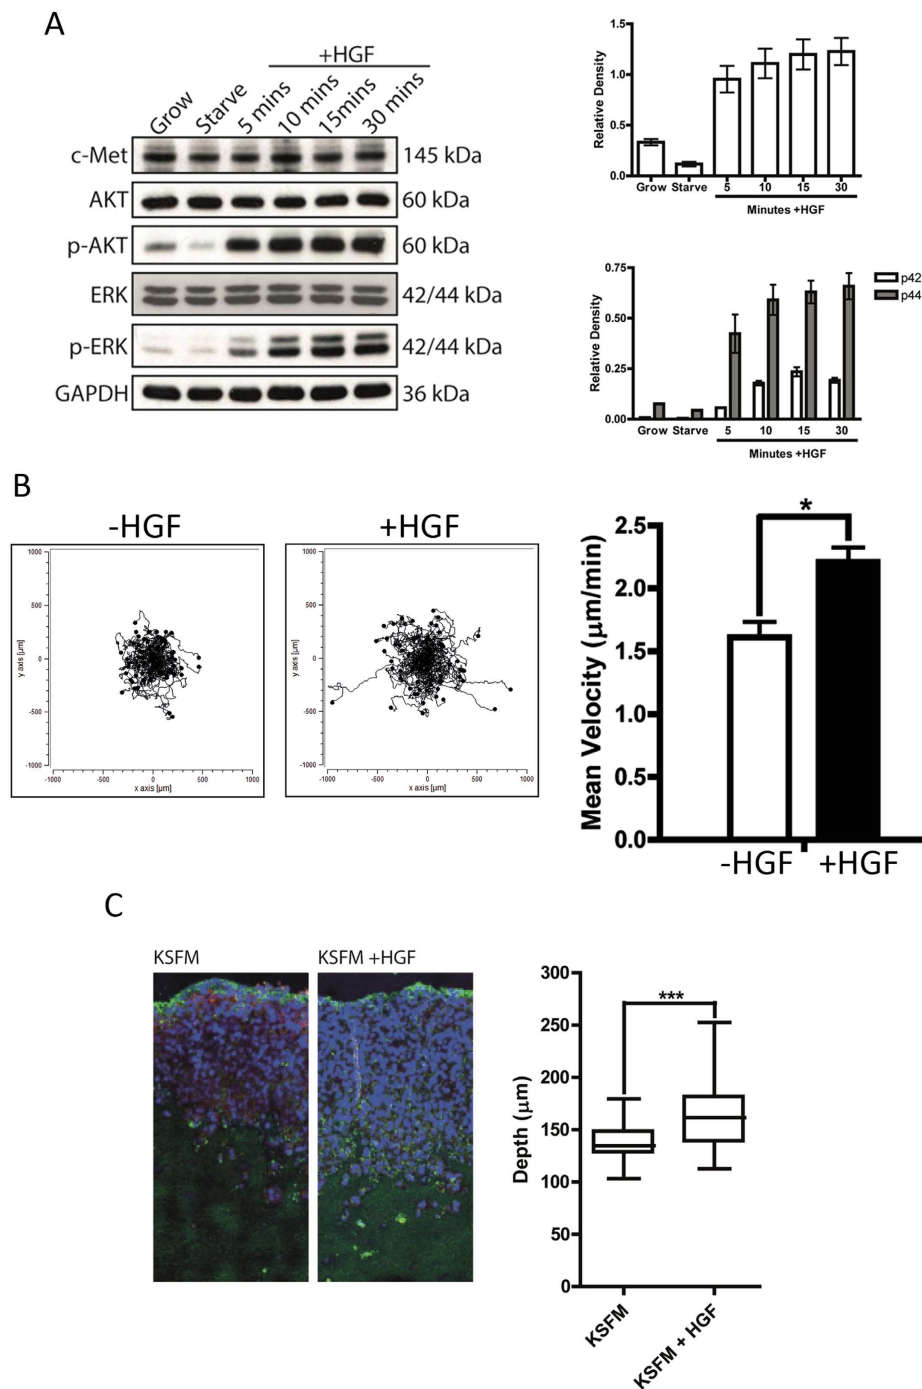 A
+HGF
Grow
Starve
5 mins
10 mins
15mins
30 mins
c-Met
145 kDa
AKT
60 kDa
p-AKT
60 kDa
ERK
42/44 kDa
p-ERK
42/44 kDa
GAPDH
36 kDa
Relative Density
1.5
1.0
0.5
0.0
Grow Starve 5 10 15 30
Minutes +HGF
Relative Density
0.75
0.50
0.25
0.00
Grow Starve 5 10 15 30
Minutes +HGF
p42
p44
B
-HGF
y axis [µm]
1000
500
0
-500
-1000
-1000 -500 0 500 1000
x axis [µm]
+HGF
y axis [µm]
1000
500
0
-500
-1000
-1000 -500 0 500 1000
x axis [µm]
Mean Velocity (µm/min)
2.5
2.0
1.5
1.0
0.5
0.0
*
-HGF +HGF
C
KSFM
KSFM +HGF
Depth (µm)
300
250
200
150
100
50
0
***
KSFM
KSFM + HGF